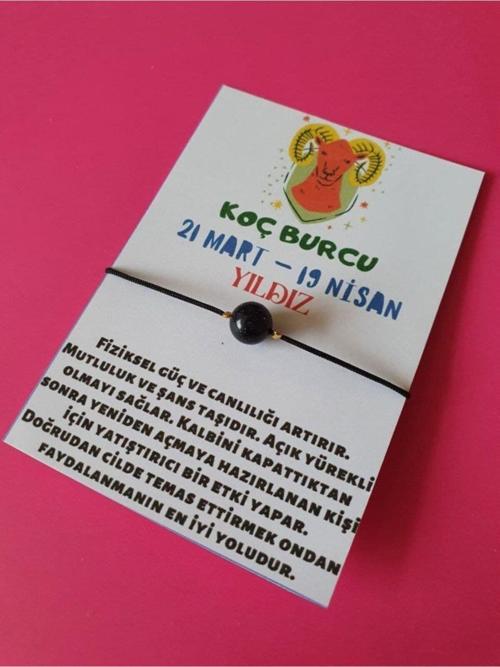 KOÇ BURCU
21 MART – 19 NİSAN
YILDIZ
FİZİKSEL GÜÇ VE CANLILIĞI ARTIRIR.
MUTLULUK VE ŞANS TAŞIDIR. AÇIK YÜREKLİ
OLMAYI SAĞLAR. KALBİNİ KAPATTIKTAN
SONRA YENİDEN AÇMAYA HAZIRLANAN KİŞİ
İÇİN YATIŞTIRICI BİR ETKİ YAPAR.
DOĞRUDAN CİLDE TEMAS ETTİRMEK ONDAN
FAYDALANMANIN EN İYİ YOLUDUR.